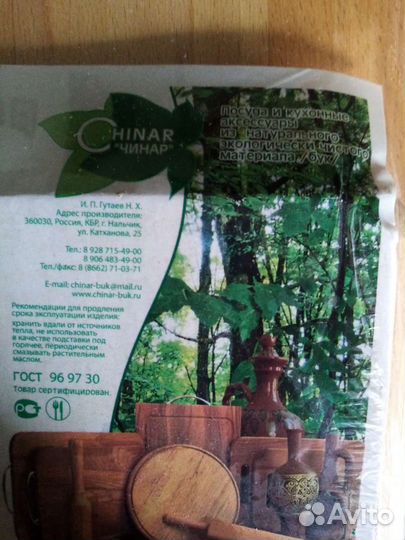 CHINAR
"ЧИНАР"
Посуда и кухонные
аксессуары
из натурального
экологически чистого
материала /бук/
И. П. Гутаев Н. Х.
Адрес производителя:
360030, Россия, КБР, г. Нальчик,
ул. Катханова, 25
Тел.: 8 928 715-49-00
8 906 483-49-00
Тел./факс: 8 (8662) 71-03-71
E-mail: chinar-buk@mail.ru
www.chinar-buk.ru
Рекомендации для продления
срока эксплуатации изделия:
хранить вдали от источников
тепла, не использовать
в качестве подставки под
горячее, периодически
смазывать растительным
маслом.
ГОСТ 96 97 30
Товар сертифицирован.
Avito